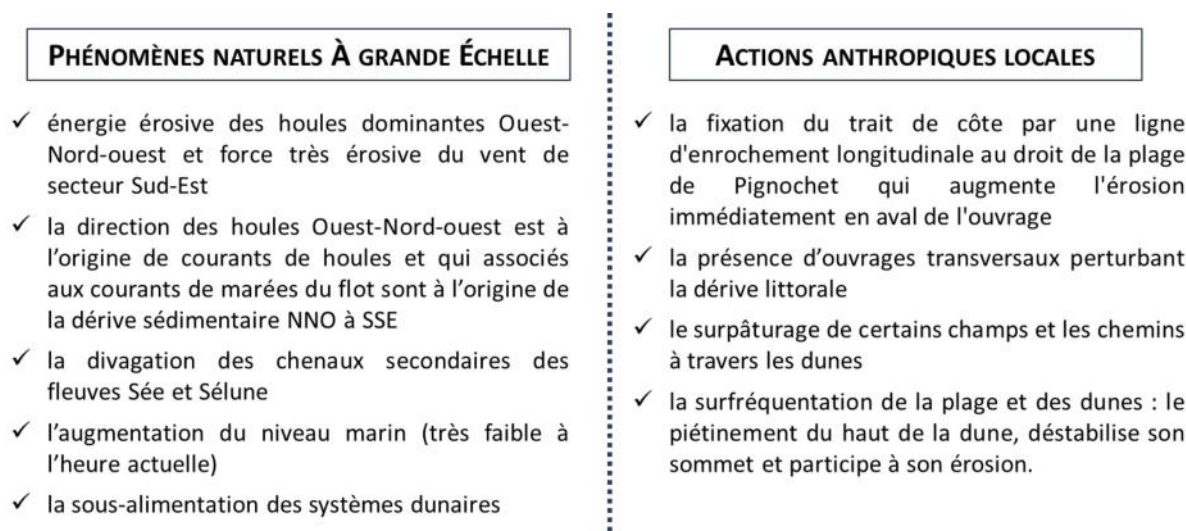 PHÉNOMÈNES NATURELS À GRANDE ÉCHELLE
✓ énergie érosive des houles dominantes Ouest-
Nord-ouest et force très érosive du vent de
secteur Sud-Est
✓ la direction des houles Ouest-Nord-ouest est à
l’origine de courants de houles et qui associés
aux courants de marées du flot sont à l’origine de
la dérive sédimentaire NNO à SSE
✓ la divagation des chenaux secondaires des
fleuves Sée et Sélune
✓ l’augmentation du niveau marin (très faible à
l’heure actuelle)
✓ la sous-alimentation des systèmes dunaires
ACTIONS ANTHROPIQUES LOCALES
✓ la fixation du trait de côte par une ligne
d'enrochement longitudinale au droit de la plage
de Pignochet qui augmente l'érosion
immédiatement en aval de l'ouvrage
✓ la présence d’ouvrages transversaux perturbant
la dérive littorale
✓ le surpâturage de certains champs et les chemins
à travers les dunes
✓ la surfréquentation de la plage et des dunes : le
piétinement du haut de la dune, déstabilise son
sommet et participe à son érosion.